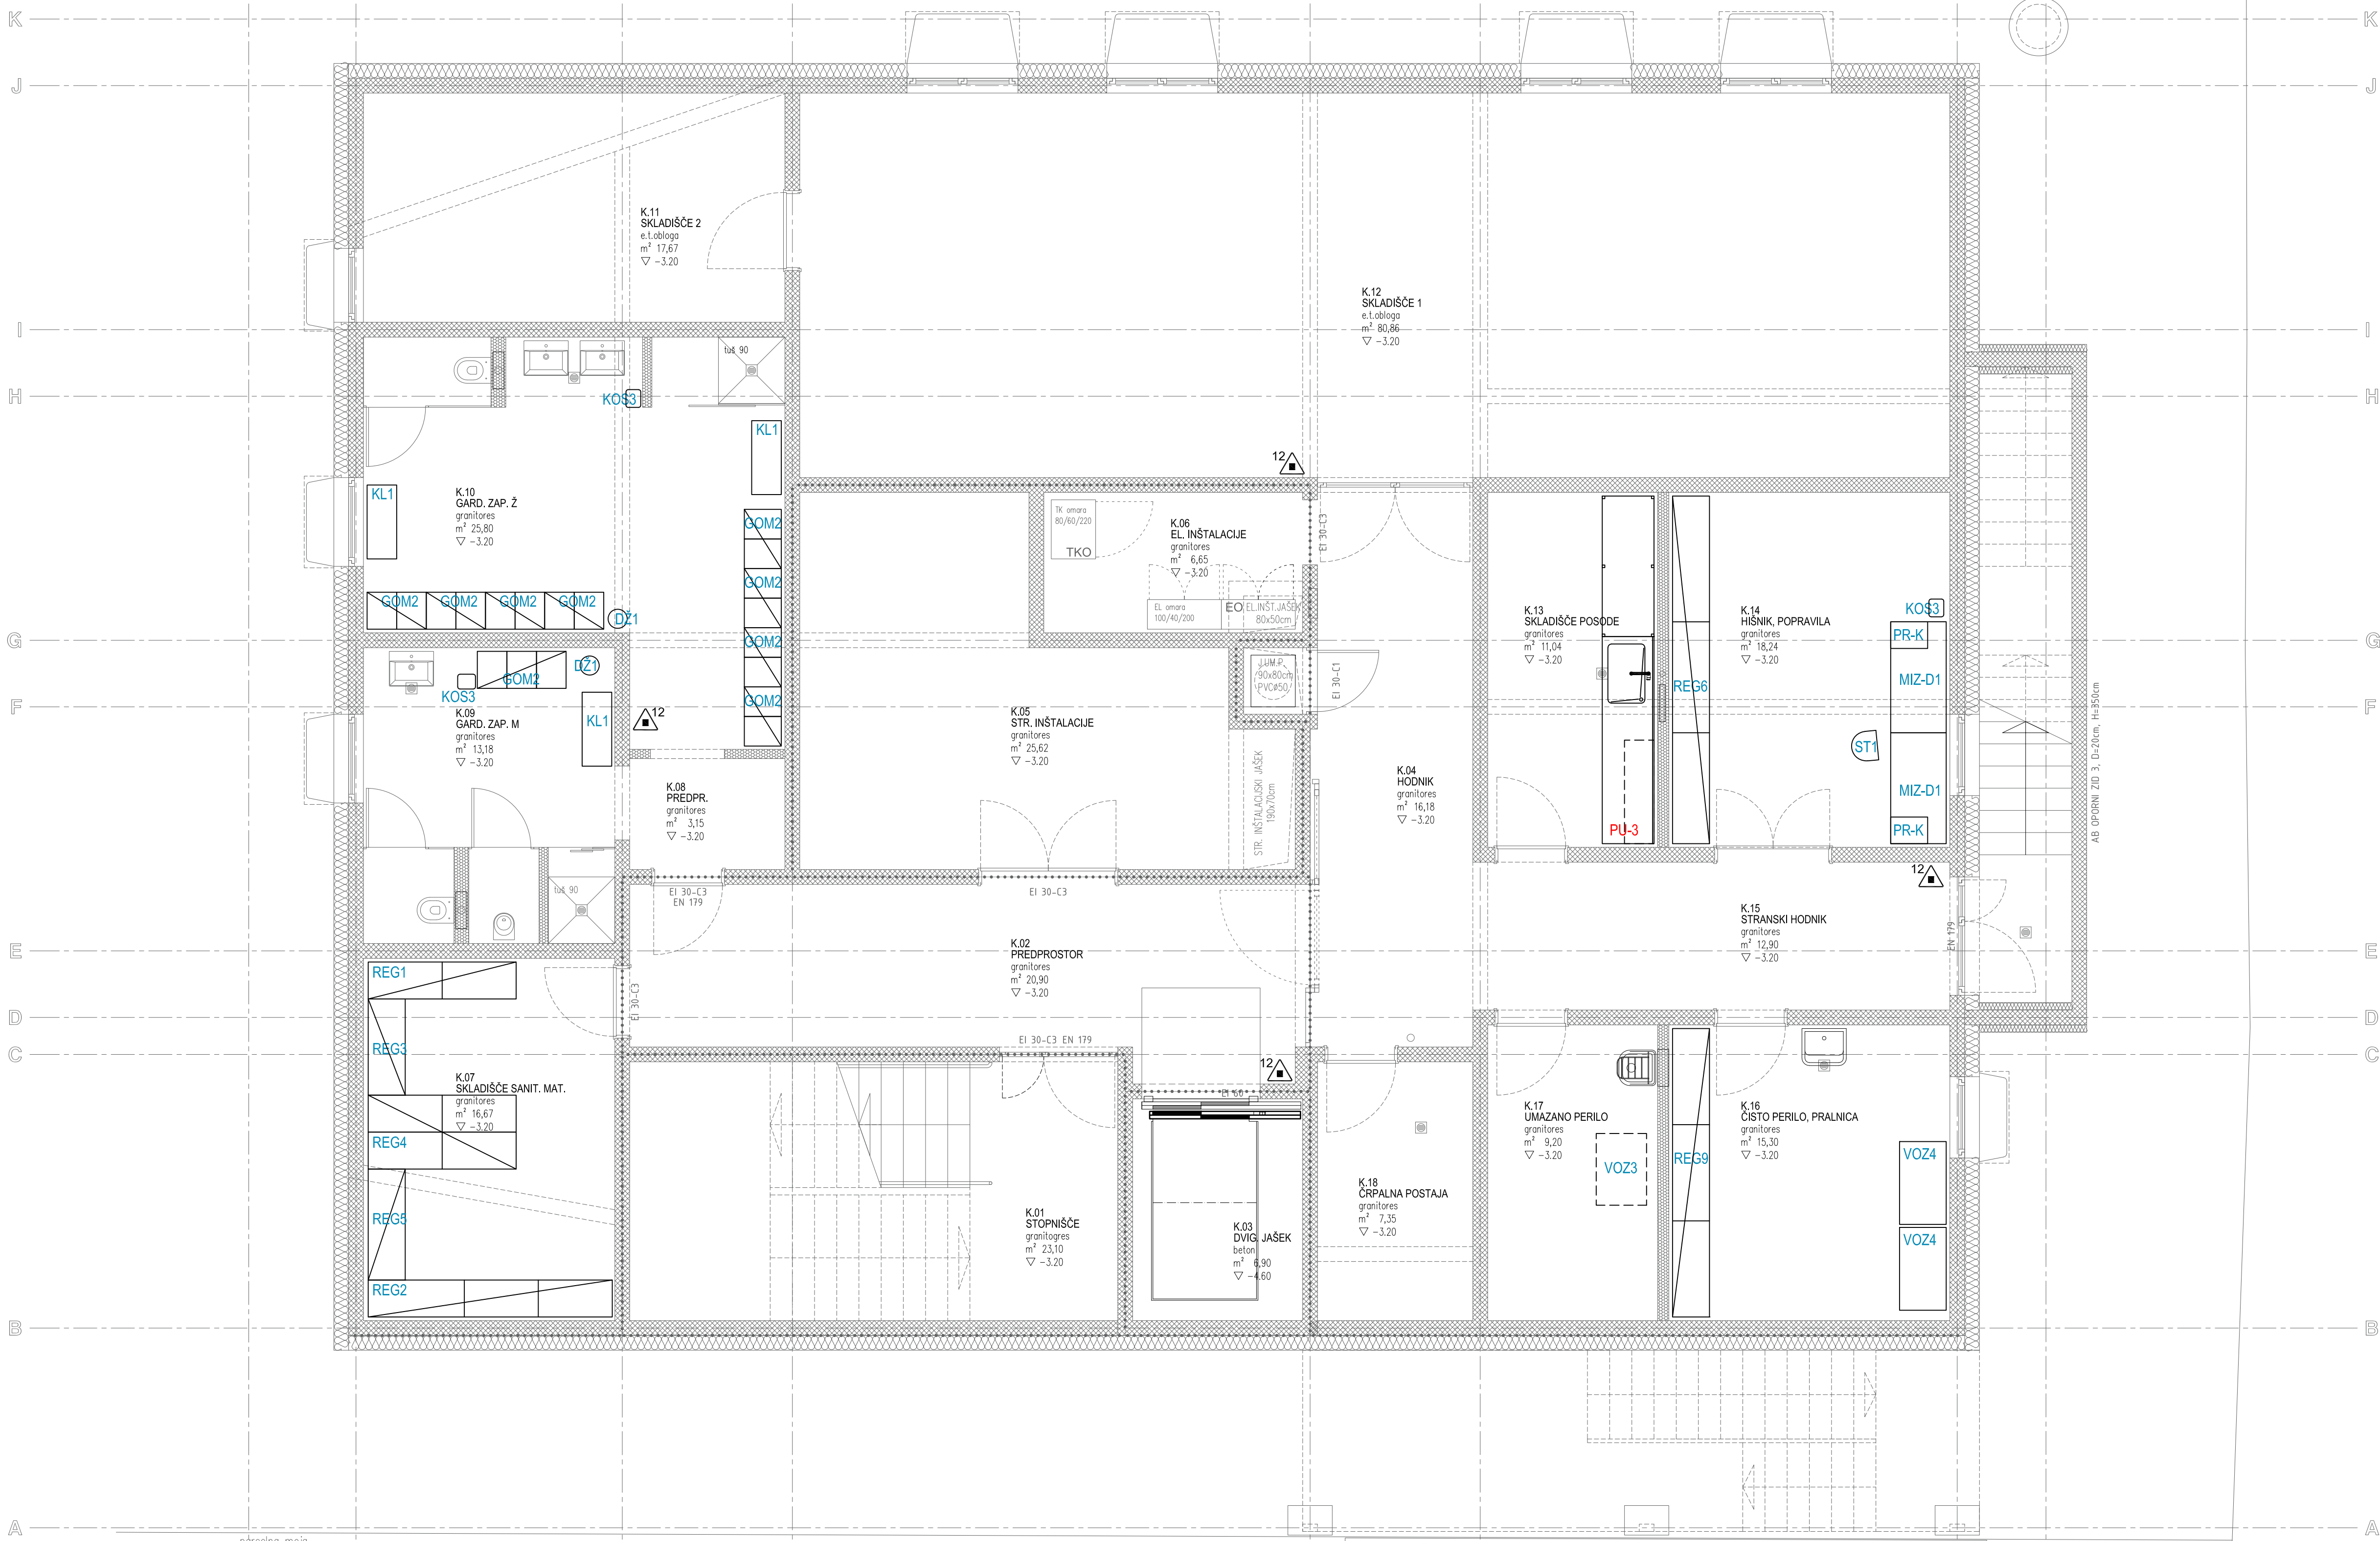 K
K
J
J
K.11
SKLADIŠČE 2
e.t.obloga
m² 17,67
▽ -3.20
K.12
SKLADIŠČE 1
e.t.obloga
m² 80,86
▽ -3.20
I
I
tuš 90
H
H
KOS3
KL1
12
KL1
K.10
GARD. ZAP. Ž
granitores
m² 25,80
▽ -3.20
GOM2
GOM2
GOM2
GOM2
GOM2
GOM2
GOM2
GOM2
DŽ1
TK omara
80/60/220
TKO
K.06
EL. INŠTALACIJE
granitores
m² 6,65
▽ -3.20
EL omara
100/40/200
EO
EL.INŠT.JAŠEK
80x50cm
EI 30-C3
K.13
SKLADIŠČE POSODE
granitores
m² 11,04
▽ -3.20
K.14
HIŠNIK, POPRAVILA
granitores
m² 18,24
▽ -3.20
KOS3
PR-K
MIZ-D1
REG6
ST1
MIZ-D1
PR-K
PU-3
G
G
DŽ1
GOM2
KOS3
K.09
GARD. ZAP. M
granitores
m² 13,18
▽ -3.20
KL1
12
J.UM.P.
90x80cm
PVCØ50
EI 30-C1
F
F
K.05
STR. INŠTALACIJE
granitores
m² 25,62
▽ -3.20
STR. INŠTALACIJSKI JAŠEK
190x70cm
K.04
HODNIK
granitores
m² 16,18
▽ -3.20
K.08
PREDPR.
granitores
m² 3,15
▽ -3.20
AB OPORNI ZID 3, D=20cm, H=350cm
tuš 90
EI 30-C3
EN 179
EI 30-C3
12
K.15
STRANSKI HODNIK
granitores
m² 12,90
▽ -3.20
EN 179
E
E
K.02
PREDPROSTOR
granitores
m² 20,90
▽ -3.20
REG1
EI 30-C3
D
D
REG3
EI 30-C3 EN 179
C
C
12
EI 60
K.07
SKLADIŠČE SANIT. MAT.
granitores
m² 16,67
▽ -3.20
REG4
REG5
REG2
K.17
UMAZANO PERILO
granitores
m² 9,20
▽ -3.20
VOZ3
K.16
ČISTO PERILO, PRALNICA
granitores
m² 15,30
▽ -3.20
REG9
VOZ4
VOZ4
K.18
ČRPALNA POSTAJA
granitores
m² 7,35
▽ -3.20
K.01
STOPNIŠČE
granitogres
m² 23,10
▽ -3.20
K.03
DVIG. JAŠEK
beton
m² 6,90
▽ -4.60
B
B
A
A
parcelna meja